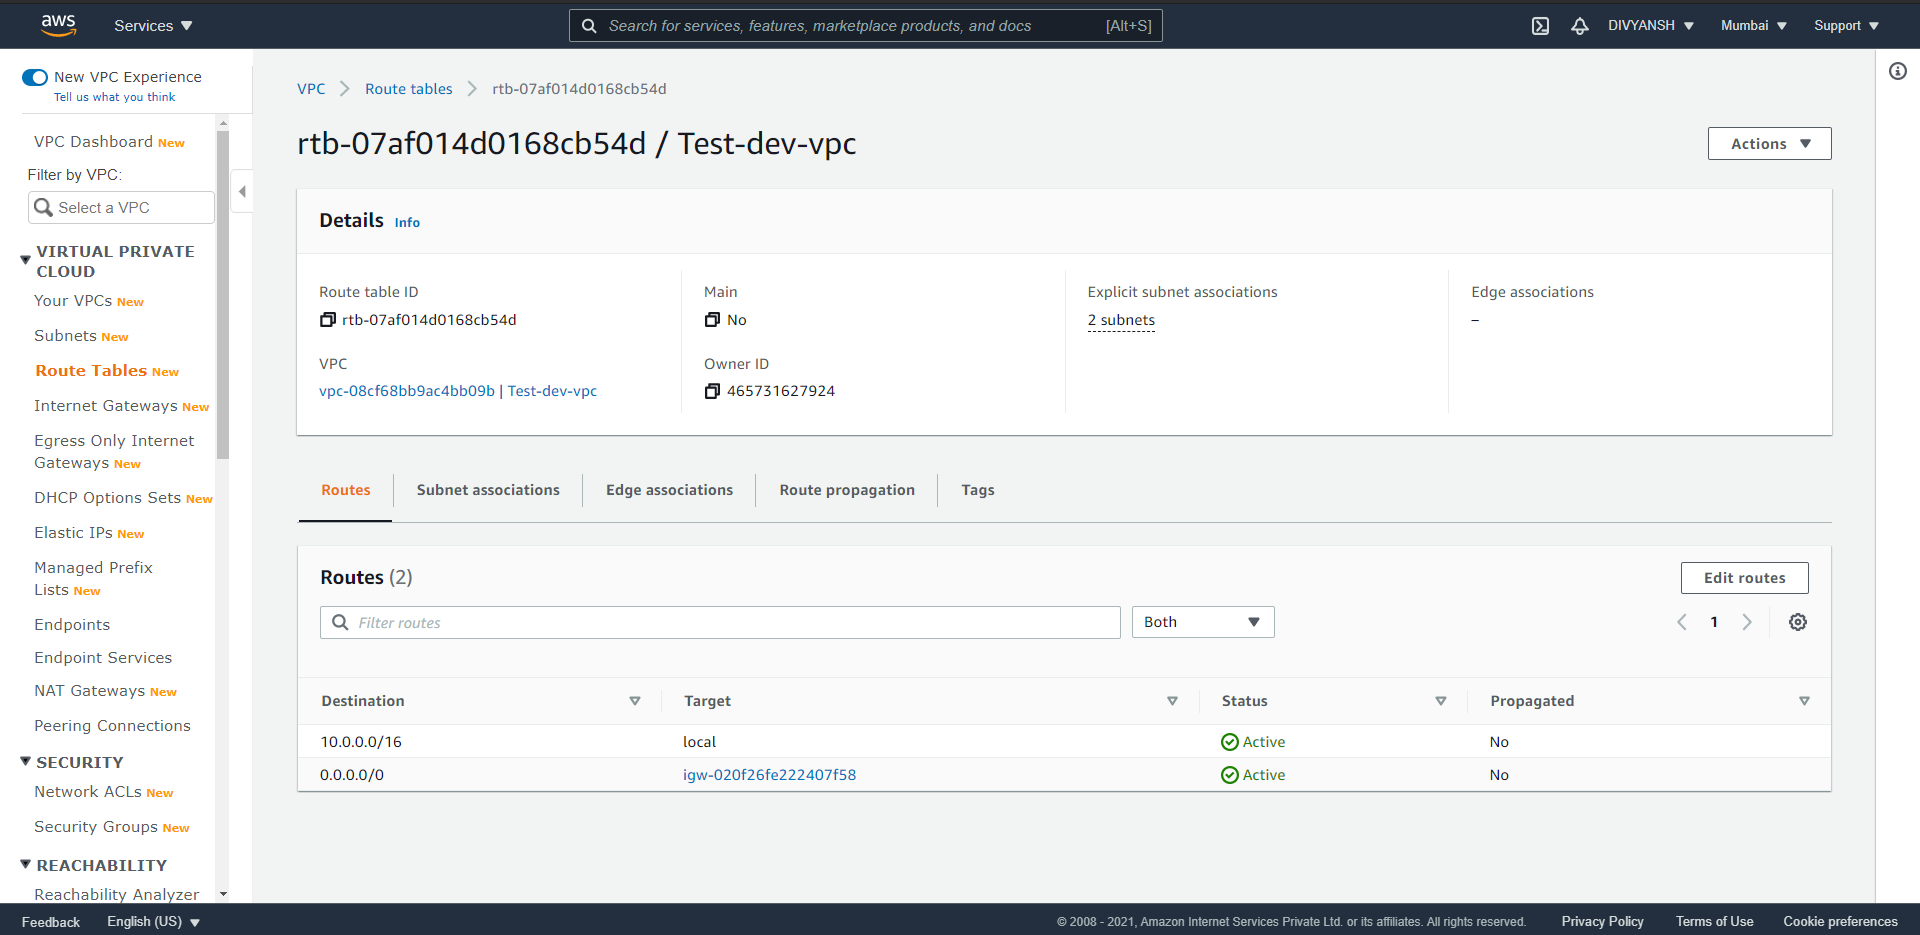 aws
Services
Search for services, features, marketplace products, and docs [Alt+S]
DIVYANSH
Mumbai
Support
New VPC Experience
Tell us what you think
VPC Dashboard New
Filter by VPC:
Select a VPC
VIRTUAL PRIVATE
CLOUD
Your VPCs New
Subnets New
Route Tables New
Internet Gateways New
Egress Only Internet
Gateways New
DHCP Options Sets New
Elastic IPs New
Managed Prefix
Lists New
Endpoints
Endpoint Services
NAT Gateways New
Peering Connections
SECURITY
Network ACLs New
Security Groups New
REACHABILITY
Reachability Analyzer
VPC Route tables rtb-07af014d0168cb54d
rtb-07af014d0168cb54d / Test-dev-vpc
Actions
Details Info
Route table ID
rtb-07af014d0168cb54d
Main
No
Explicit subnet associations
2 subnets
Edge associations
–
VPC
vpc-08cf68bb9ac4bb09b | Test-dev-vpc
Owner ID
465731627924
Routes Subnet associations Edge associations Route propagation Tags
Routes (2)
Edit routes
Filter routes
Both
1
Destination Target Status Propagated
10.0.0.0/16 local Active No
0.0.0.0/0 igw-020f26fe222407f58 Active No
Feedback English (US) © 2008 - 2021, Amazon Internet Services Private Ltd. or its affiliates. All rights reserved. Privacy Policy Terms of Use Cookie preferences